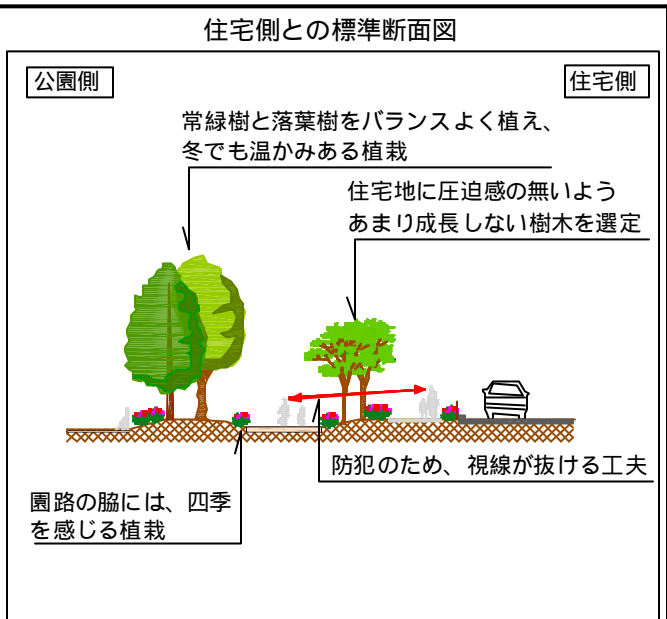 住宅側との標準断面図
公園側
住宅側
常緑樹と落葉樹をバランスよく植え、
冬でも温かみある植栽
住宅地に圧迫感の無いよう
あまり成長しない樹木を選定
防犯のため、視線が抜ける工夫
園路の脇には、四季
を感じる植栽